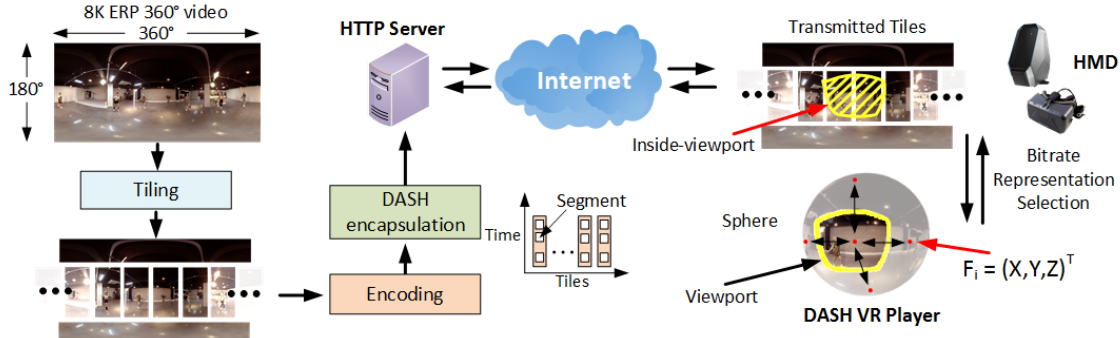 8K ERP 360° video
360°
180°
Tiling
Encoding
DASH
encapsulation
HTTP Server
Segment
Time
Tiles
Internet
Transmitted Tiles
Inside-viewport
HMD
Bitrate
Representation
Selection
Sphere
Viewport
Fᵢ = (X,Y,Z)ᵀ
DASH VR Player